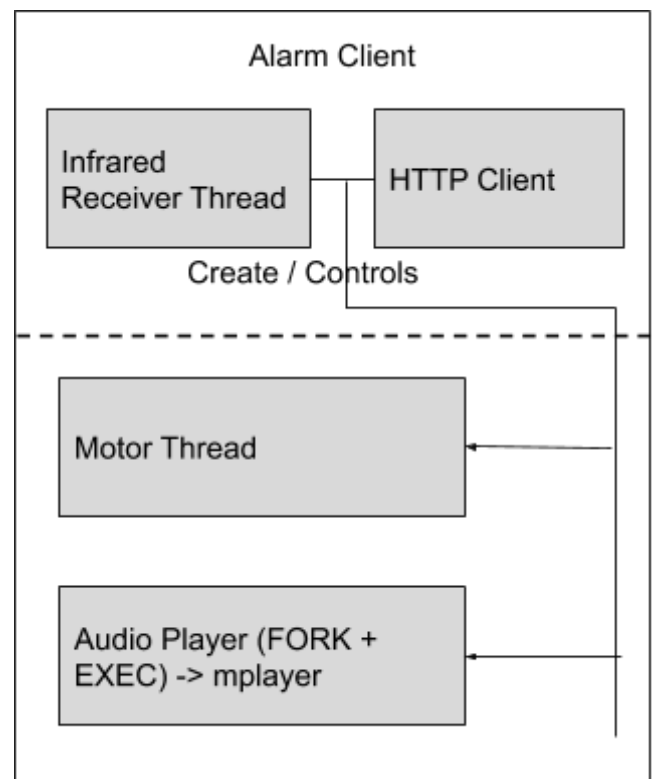 Alarm Client
Infrared
Receiver Thread
HTTP Client
Create / Controls
Motor Thread
Audio Player (FORK +
EXEC) -> mplayer